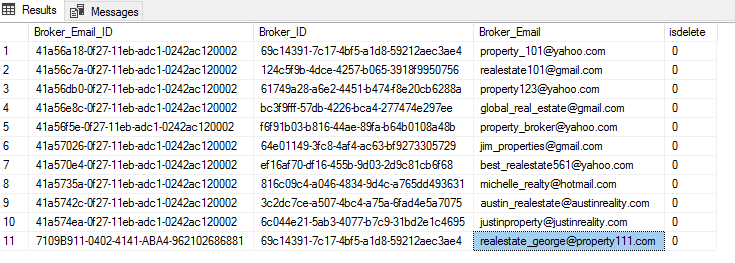 Results Messages
Broker_Email_ID Broker_ID Broker_Email isdelete
1 41a56a18-0f27-11eb-adc1-0242ac120002 69c14391-7c17-4bf5-a1d8-59212aec3ae4 property_101@yahoo.com 0
2 41a56c7a-0f27-11eb-adc1-0242ac120002 124c5f9b-4dce-4257-b065-3918f9950756 realestate101@gmail.com 0
3 41a56db0-0f27-11eb-adc1-0242ac120002 61749a28-a6e2-4451-b474-f8e20cb6288a property123@yahoo.com 0
4 41a56e8c-0f27-11eb-adc1-0242ac120002 bc3f9fff-57db-4226-bca4-277474e297ee global_real_estate@gmail.com 0
5 41a56f5e-0f27-11eb-adc1-0242ac120002 f6f91b03-b816-44ae-89fa-b64b0108a48b property_broker@yahoo.com 0
6 41a57026-0f27-11eb-adc1-0242ac120002 64e01149-3fc8-4af4-ac63-bf9273305729 jim_properties@gmail.com 0
7 41a570e4-0f27-11eb-adc1-0242ac120002 ef16af70-df16-455b-9d03-2d9c81cb6f68 best_realestate561@yahoo.com 0
8 41a5735a-0f27-11eb-adc1-0242ac120002 816c09c4-a046-4834-9d4c-a765dd493631 michelle_realty@hotmail.com 0
9 41a5742c-0f27-11eb-adc1-0242ac120002 3c2dc7ce-a507-4bc4-a75a-6fad4e5a7075 austin_realestate@austinreality.com 0
10 41a574ea-0f27-11eb-adc1-0242ac120002 6c044e21-5ab3-4077-b7c9-31bd2e1c4695 justinproperty@justinreality.com 0
11 7109B911-0402-4141-ABA4-962102686881 69c14391-7c17-4bf5-a1d8-59212aec3ae4 realestate_george@property111.com 0